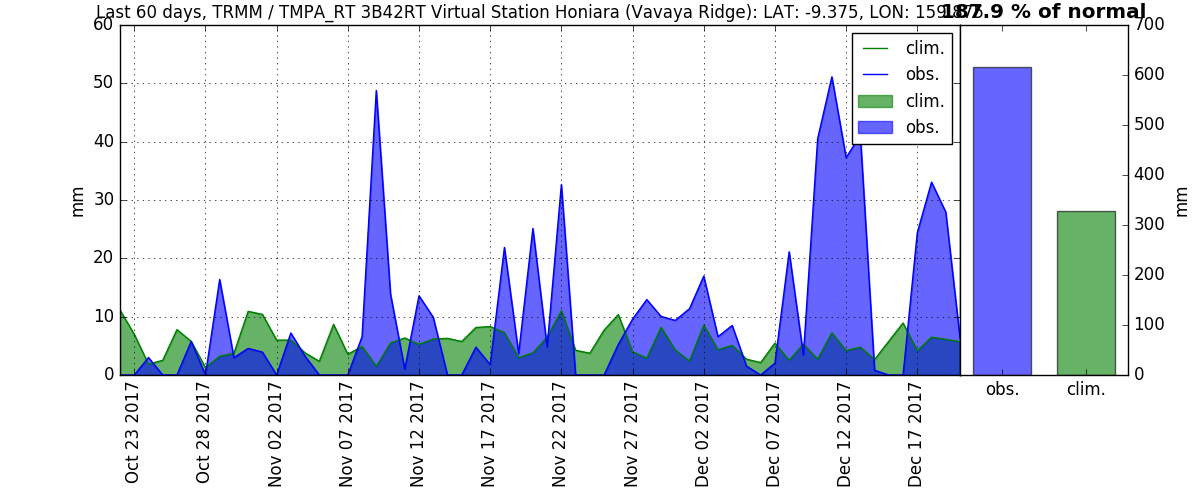 Last 60 days, TRMM / TMPA_RT 3B42RT Virtual Station Honiara (Vavaya Ridge): LAT: -9.375, LON: 159.875
187.9 % of normal
60
50
40
30
20
10
0
mm
clim.
obs.
clim.
obs.
Oct 23 2017
Oct 28 2017
Nov 02 2017
Nov 07 2017
Nov 12 2017
Nov 17 2017
Nov 22 2017
Nov 27 2017
Dec 02 2017
Dec 07 2017
Dec 12 2017
Dec 17 2017
700
600
500
400
300
200
100
0
mm
obs.
clim.